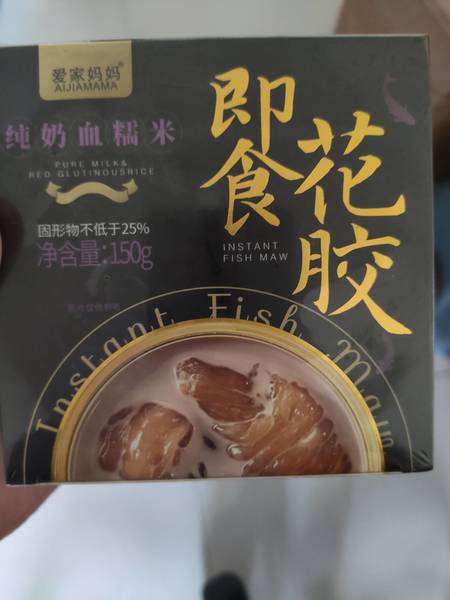 爱家妈妈®
AIJIAMAMA
纯奶血糯米
PURE MILK&
RED GLUTINOUSRICE
固形物不低于25%
净含量:150g
即食
花胶
INSTANT
FISH MAW
Instant Fish Maw